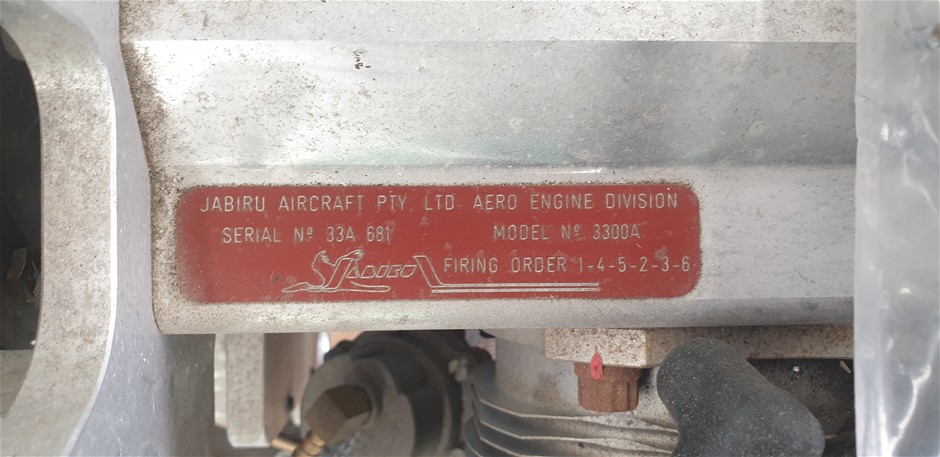 JABIRU AIRCRAFT PTY. LTD. AERO ENGINE DIVISION
SERIAL Nº 33A 681 MODEL Nº 3300A
JABIRU FIRING ORDER 1-4-5-2-3-6